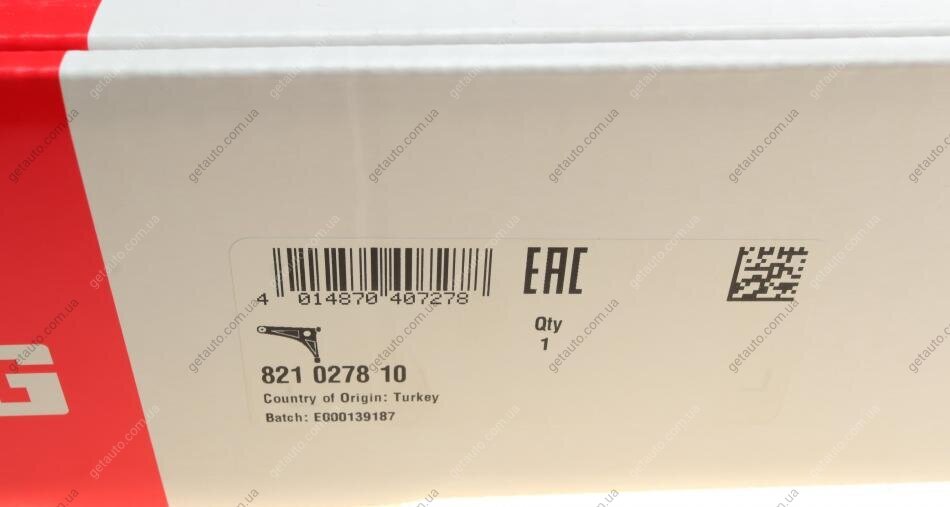 4 014870 407278
EAC
Qty
1
821 0278 10
Country of Origin: Turkey
Batch: EG00139187
G
getauto.com.ua